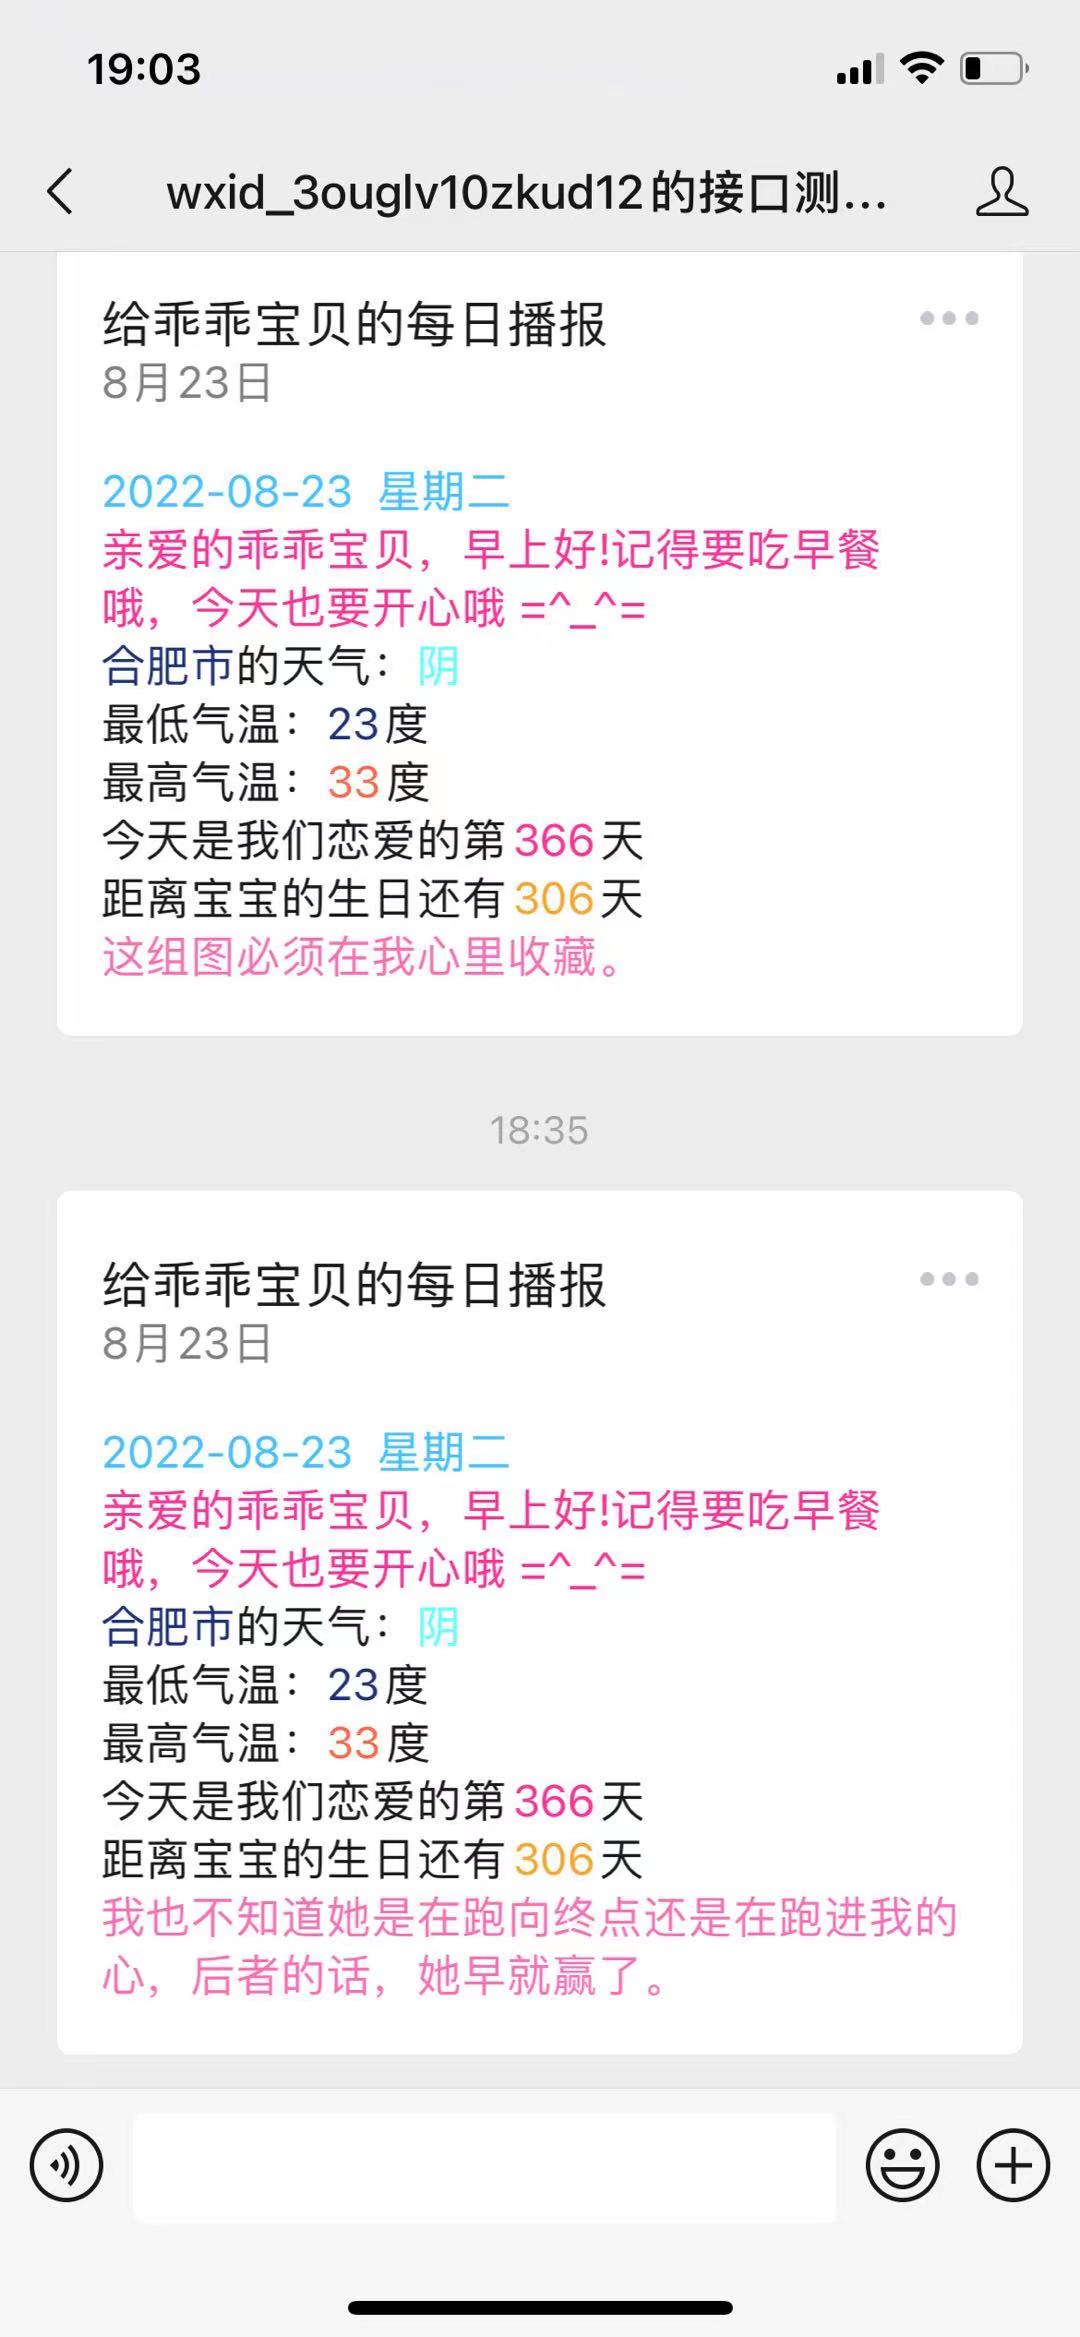 19:03
wxid_3ouglv10zkud12的接口测...
给乖乖宝贝的每日播报
8月23日
2022-08-23 星期二
亲爱的乖乖宝贝，早上好!记得要吃早餐
哦，今天也要开心哦 =^_^=
合肥市的天气：阴
最低气温：23度
最高气温：33度
今天是我们恋爱的第366天
距离宝宝的生日还有306天
这组图必须在我心里收藏。
18:35
给乖乖宝贝的每日播报
8月23日
2022-08-23 星期二
亲爱的乖乖宝贝，早上好!记得要吃早餐
哦，今天也要开心哦 =^_^=
合肥市的天气：阴
最低气温：23度
最高气温：33度
今天是我们恋爱的第366天
距离宝宝的生日还有306天
我也不知道她是在跑向终点还是在跑进我的
心，后者的话，她早就赢了。